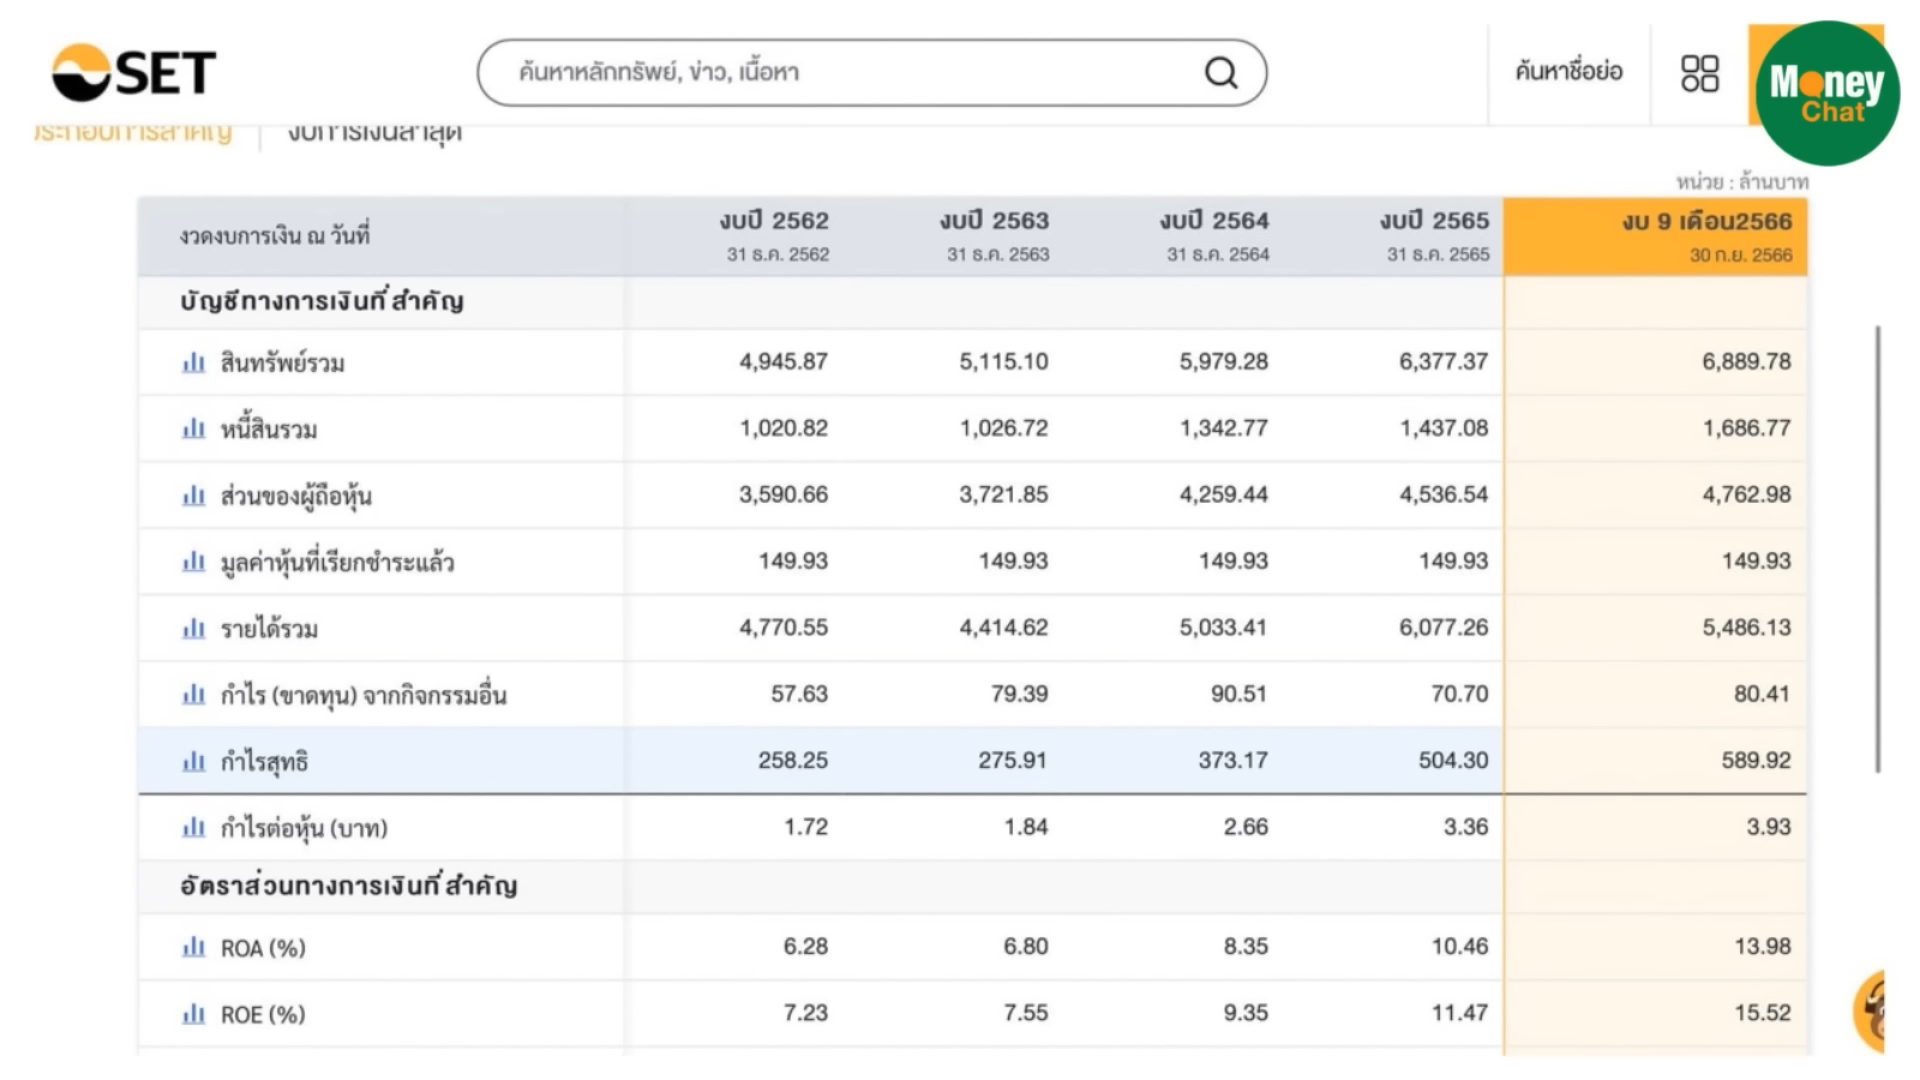 SET
ค้นหาหลักทรัพย์, ข่าว, เนื้อหา
ค้นหาชื่อย่อ
Money
Chat
งบการเงินล่าสุด
หน่วย : ล้านบาท
งวดงบการเงิน ณ วันที่ งบปี 2562 งบปี 2563 งบปี 2564 งบปี 2565 งบ 9 เดือน2566
31 ธ.ค. 2562 31 ธ.ค. 2563 31 ธ.ค. 2564 31 ธ.ค. 2565 30 ก.ย. 2566
บัญชีทางการเงินที่สำคัญ
สินทรัพย์รวม 4,945.87 5,115.10 5,979.28 6,377.37 6,889.78
หนี้สินรวม 1,020.82 1,026.72 1,342.77 1,437.08 1,686.77
ส่วนของผู้ถือหุ้น 3,590.66 3,721.85 4,259.44 4,536.54 4,762.98
มูลค่าหุ้นที่เรียกชำระแล้ว 149.93 149.93 149.93 149.93 149.93
รายได้รวม 4,770.55 4,414.62 5,033.41 6,077.26 5,486.13
กำไร (ขาดทุน) จากกิจกรรมอื่น 57.63 79.39 90.51 70.70 80.41
กำไรสุทธิ 258.25 275.91 373.17 504.30 589.92
กำไรต่อหุ้น (บาท) 1.72 1.84 2.66 3.36 3.93
อัตราส่วนทางการเงินที่สำคัญ
ROA (%) 6.28 6.80 8.35 10.46 13.98
ROE (%) 7.23 7.55 9.35 11.47 15.52